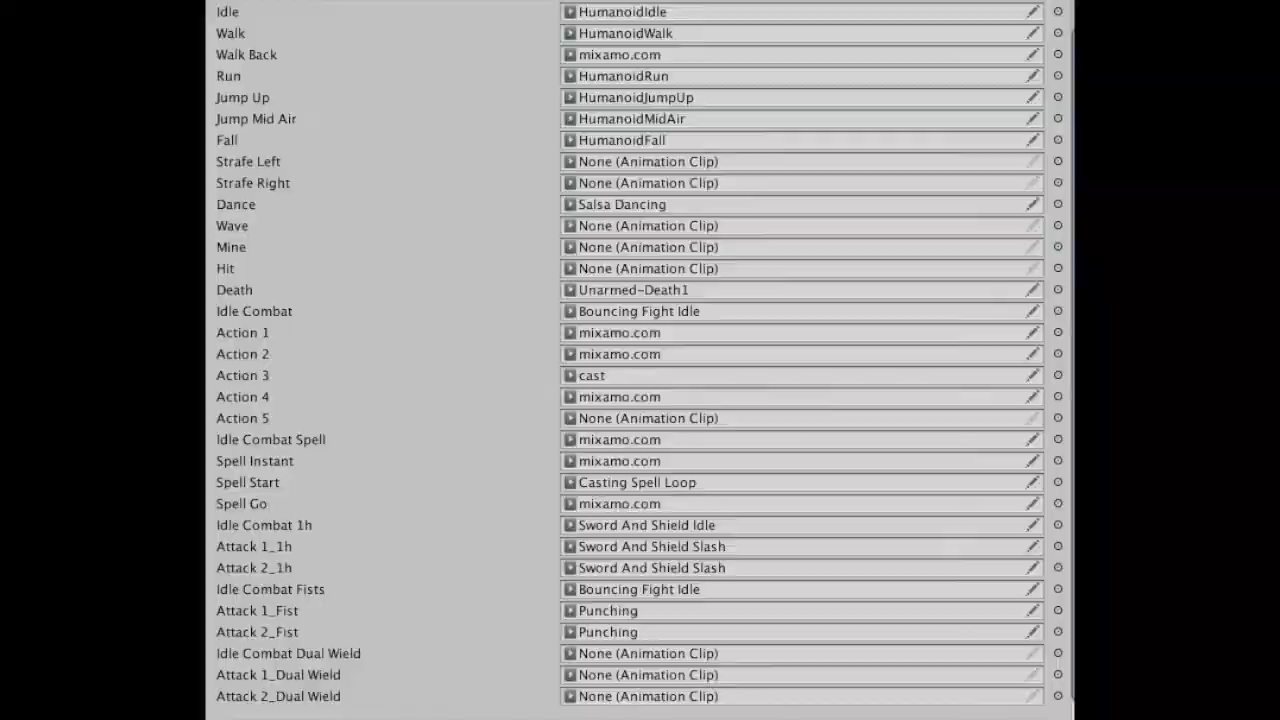 Idle HumanoidIdle
Walk HumanoidWalk
Walk Back mixamo.com
Run HumanoidRun
Jump Up HumanoidJumpUp
Jump Mid Air HumanoidMidAir
Fall HumanoidFall
Strafe Left None (Animation Clip)
Strafe Right None (Animation Clip)
Dance Salsa Dancing
Wave None (Animation Clip)
Mine None (Animation Clip)
Hit None (Animation Clip)
Death Unarmed-Death1
Idle Combat Bouncing Fight Idle
Action 1 mixamo.com
Action 2 mixamo.com
Action 3 cast
Action 4 mixamo.com
Action 5 None (Animation Clip)
Idle Combat Spell mixamo.com
Spell Instant mixamo.com
Spell Start Casting Spell Loop
Spell Go mixamo.com
Idle Combat 1h Sword And Shield Idle
Attack 1_1h Sword And Shield Slash
Attack 2_1h Sword And Shield Slash
Idle Combat Fists Bouncing Fight Idle
Attack 1_Fist Punching
Attack 2_Fist Punching
Idle Combat Dual Wield None (Animation Clip)
Attack 1_Dual Wield None (Animation Clip)
Attack 2_Dual Wield None (Animation Clip)